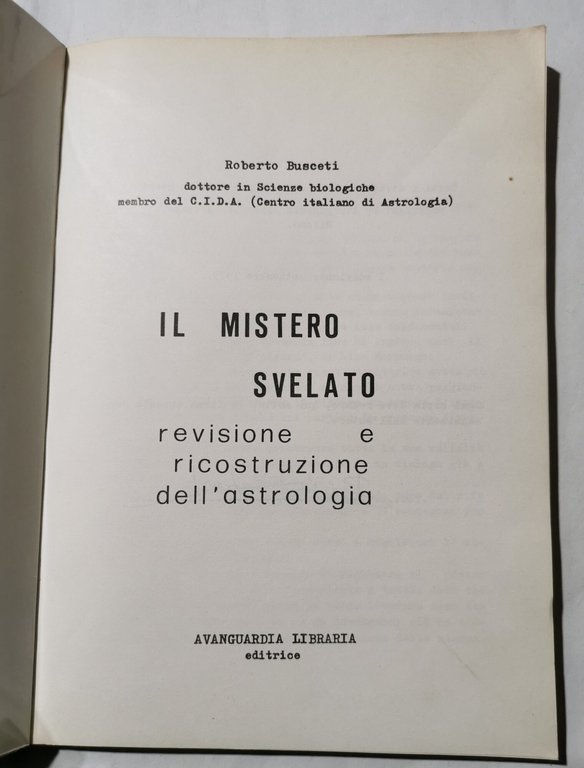 Roberto Busceti
dottore in Scienze biologiche
membro del C.I.D.A. (Centro italiano di Astrologia)
IL MISTERO
SVELATO
revisione e
ricostruzione
dell'astrologia
AVANGUARDIA LIBRARIA
editrice